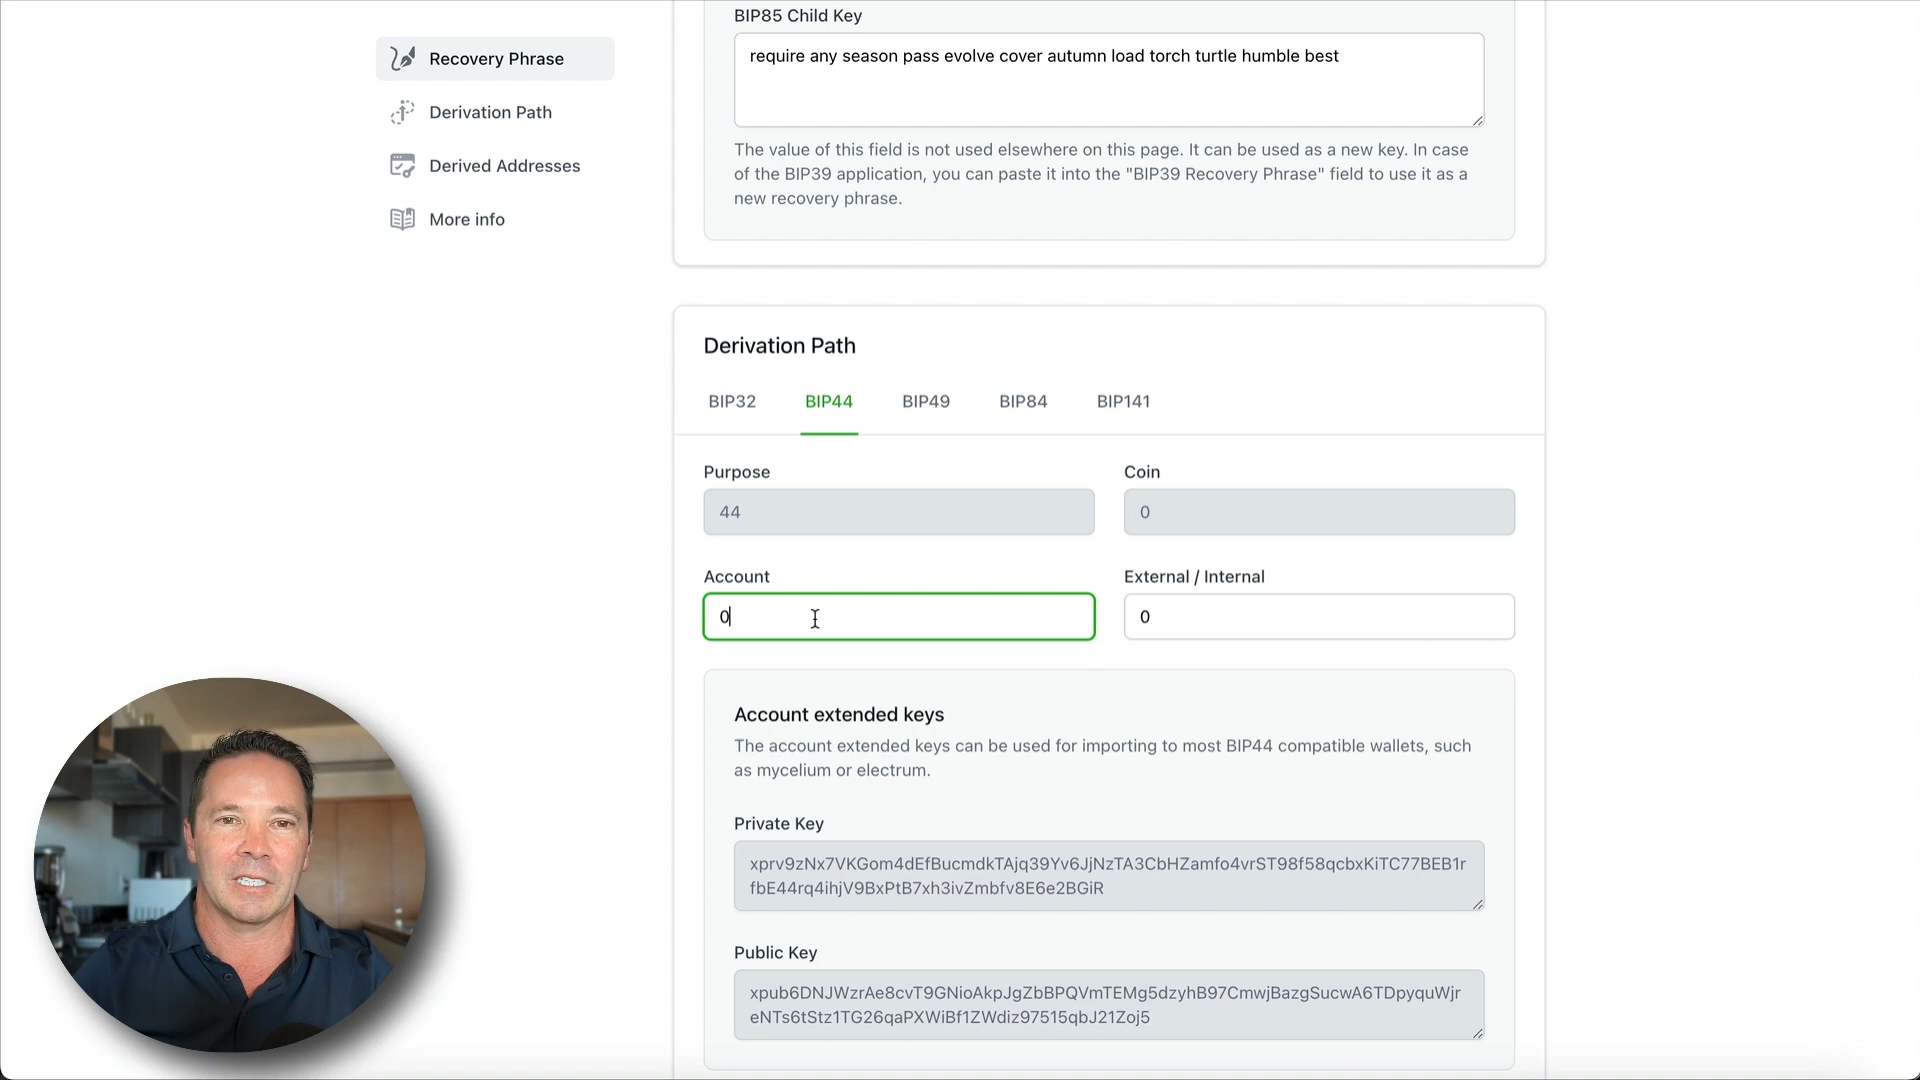 Recovery Phrase
Derivation Path
Derived Addresses
More info
BIP85 Child Key
require any season pass evolve cover autumn load torch turtle humble best
The value of this field is not used elsewhere on this page. It can be used as a new key. In case
of the BIP39 application, you can paste it into the "BIP39 Recovery Phrase" field to use it as a
new recovery phrase.
Derivation Path
BIP32 BIP44 BIP49 BIP84 BIP141
Purpose Coin
44 0
Account External / Internal
0 0
Account extended keys
The account extended keys can be used for importing to most BIP44 compatible wallets, such
as mycelium or electrum.
Private Key
xprv9zNx7VKGom4dEfBucmdkTAjq39Yv6JjNzTA3CbHZamfo4vrST98f58qcbxKiTC77BEB1r
fbE44rq4ihjV9BxPtB7xh3ivZmbfv8E6e2BGiR
Public Key
xpub6DNJWzrAe8cvT9GNioAkpJgZbBPQVmTEMg5dzyhB97CmwjBazgSucwA6TDpyquWjr
eNTs6tStz1TG26qaPXWiBf1ZWdiz97515qbJ21Zoj5